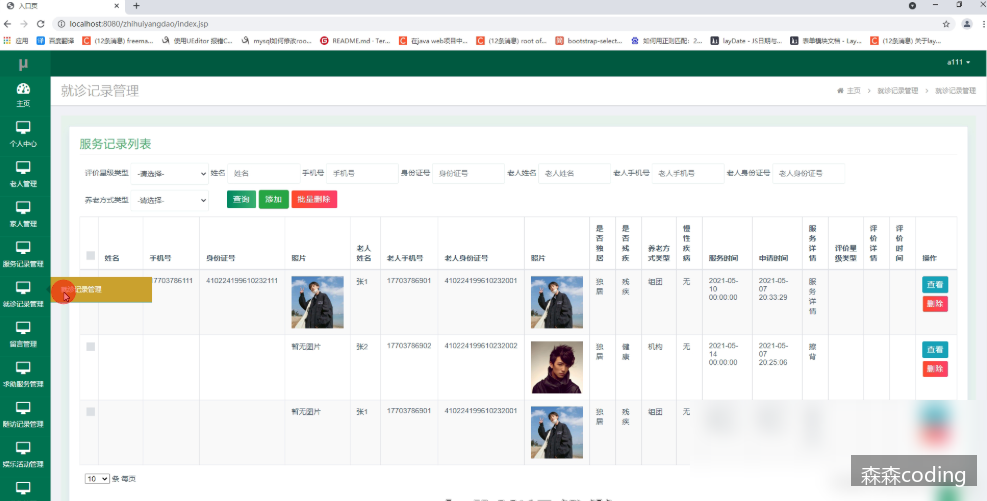 入口页
localhost:8080/zhihuiyangdao/index.jsp
应用 百度翻译 (12条消息) freema... 使用UEditor 报错C... mysql如何修改roo... README.md · Ter... 在java web项目中... (12条消息) root of... bootstrap-select... 如何用正则匹配：2... layDate - JS日期与... 表单模块文档 - Lay... (12条消息) 关于lay...
μ
a111
就诊记录管理
主页 > 就诊记录管理 > 就诊记录管理
主页
个人中心
老人管理
家人管理
服务记录管理
就诊记录管理
留言管理
求助服务管理
随访记录管理
娱乐活动管理
就诊记录管理
服务记录列表
评价星级类型 -请选择- 姓名 姓名 手机号 手机号 身份证号 身份证号 老人姓名 老人姓名 老人手机号 老人手机号 老人身份证号 老人身份证号
养老方式类型 -请选择- 查询 添加 批量删除
姓名 手机号 身份证号 照片 老人姓名 老人手机号 老人身份证号 照片 是否独居 是否残疾 养老方式类型 慢性疾病 服务时间 申请时间 服务详情 评价星级类型 评价详情 评价时间 操作
17703786111 410224199610232111 张1 17703786901 410224199610232001 独居 残疾 组团 无 2021-05-10 00:00:00 2021-05-07 20:33:29 服务详情 查看 删除
暂无图片 张2 17703786902 410224199610232002 独居 健康 机构 无 2021-05-14 00:00:00 2021-05-07 20:25:06 擦背 查看 删除
暂无图片 张1 17703786901 410224199610232001 独居 残疾 组团 无
10 条 每页
森森coding